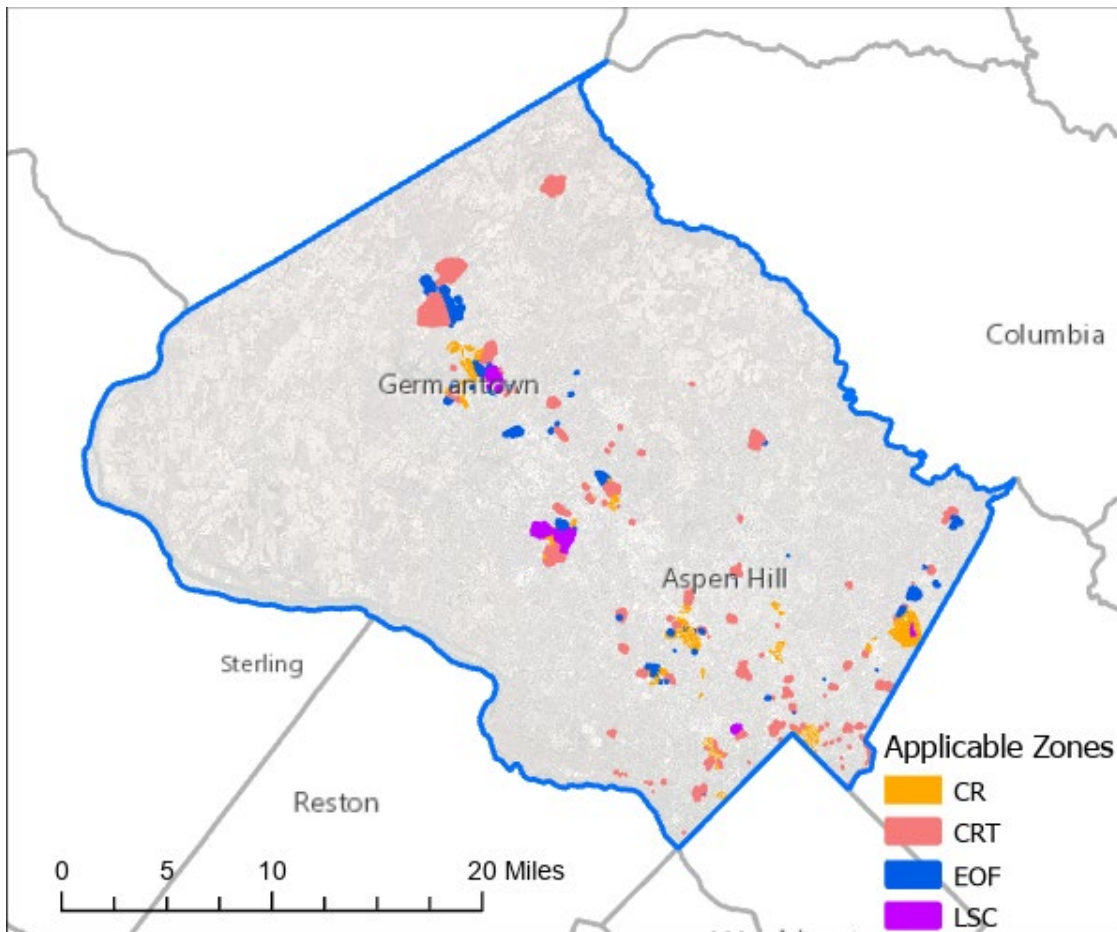 Columbia
Germantown
Aspen Hill
Sterling
Reston
Applicable Zones
CR
CRT
EOF
LSC
0 5 10 20 Miles